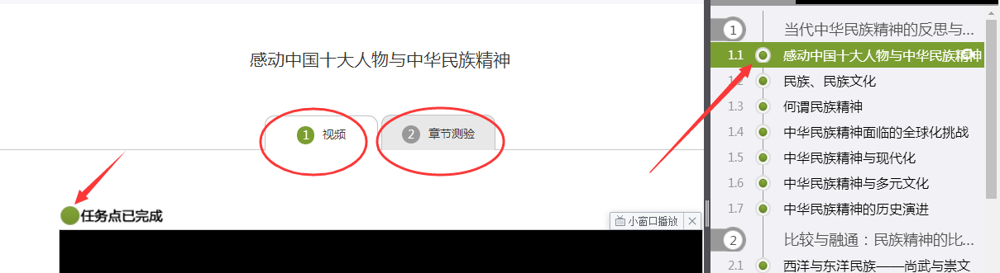 感动中国十大人物与中华民族精神
1 视频
2 章节测验
任务点已完成
小窗口播放
1 当代中华民族精神的反思与...
1.1 感动中国十大人物与中华民族精神
1.2 民族、民族文化
1.3 何谓民族精神
1.4 中华民族精神面临的全球化挑战
1.5 中华民族精神与现代化
1.6 中华民族精神与多元文化
1.7 中华民族精神的历史演进
2 比较与融通：民族精神的比...
2.1 西洋与东洋民族——尚武与崇文